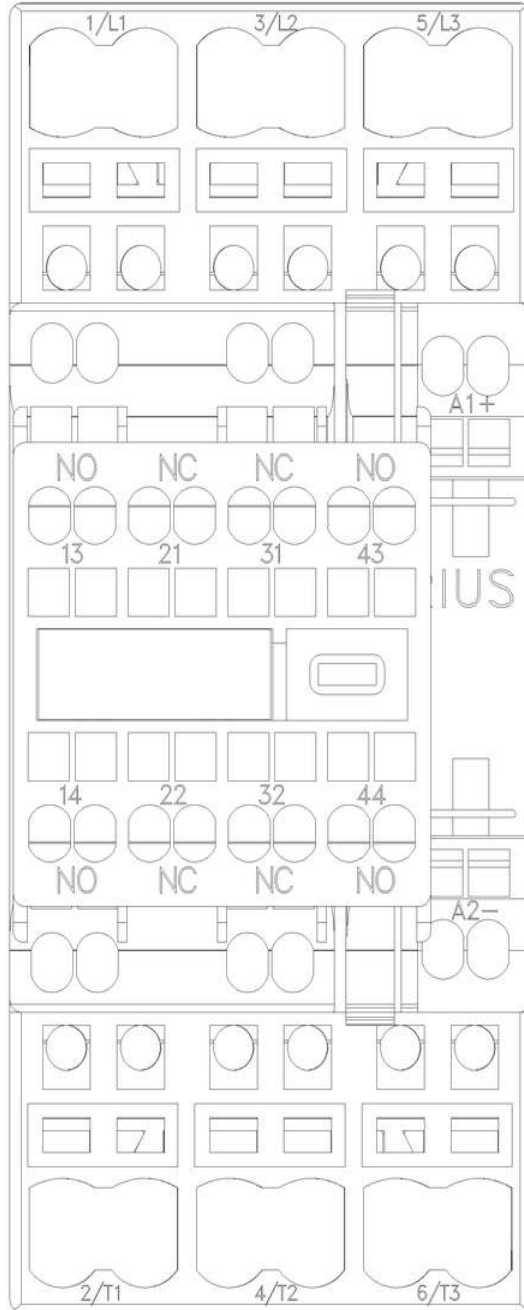 1/L1 3/L2 5/L3
A1+
NO NC NC NO
13 21 31 43
IUS
14 22 32 44
NO NC NC NO
A2-
2/T1 4/T2 6/T3